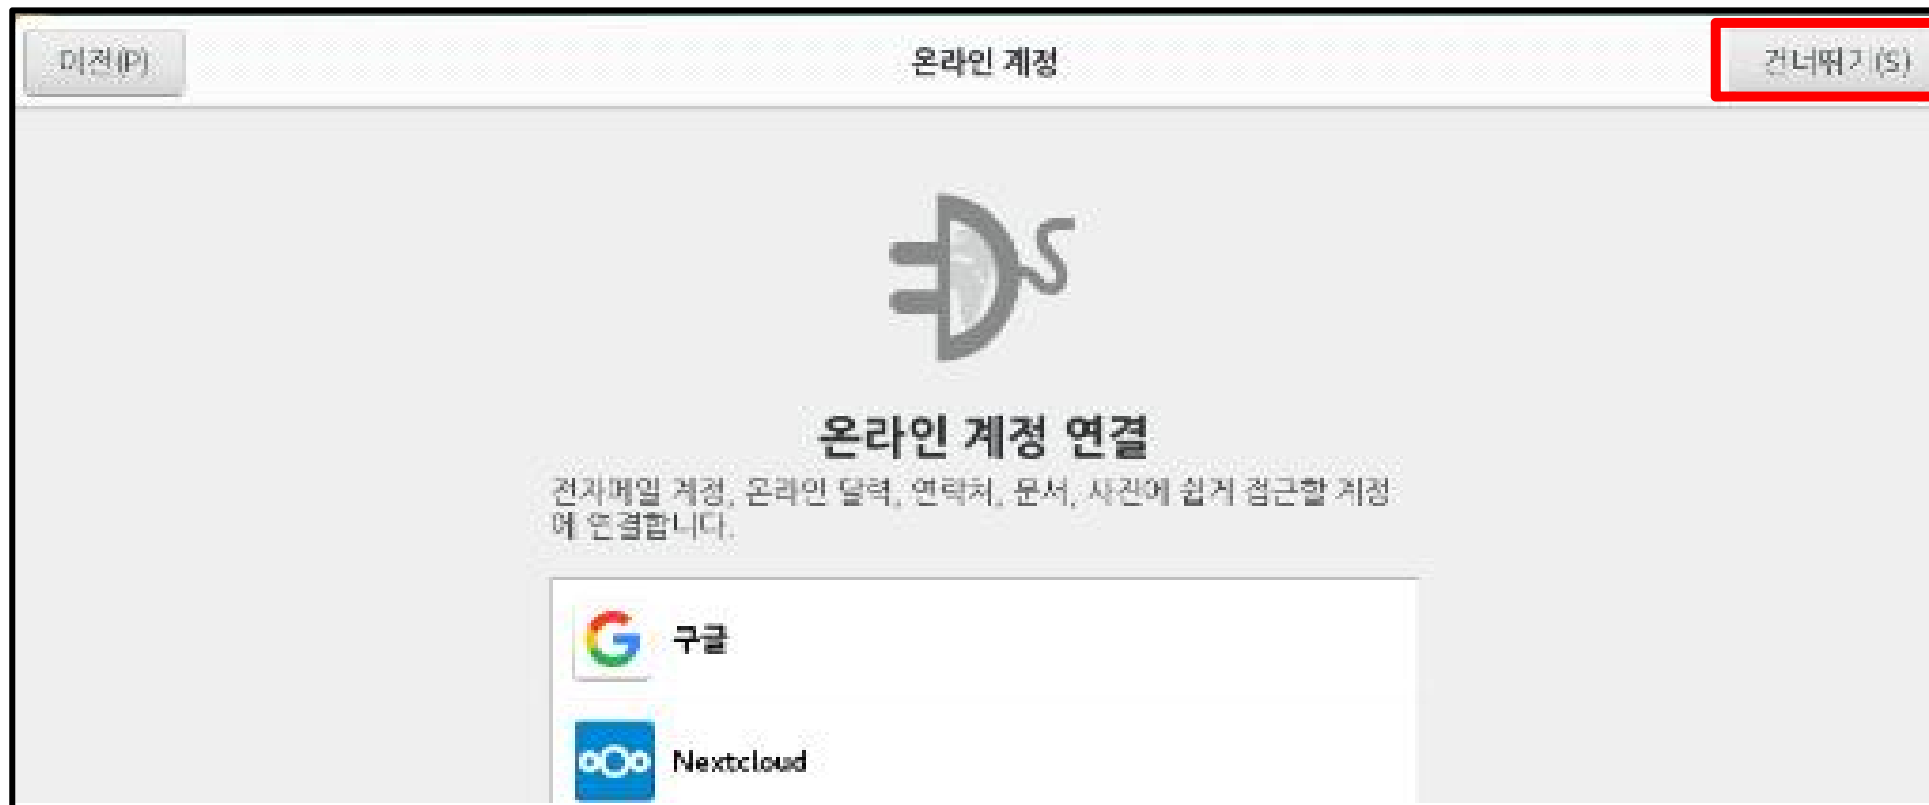 이전(P)
온라인 계정
건너뛰기(S)
온라인 계정 연결
전자메일 계정, 온라인 달력, 연락처, 문서, 사진에 쉽게 접근할 계정
에 연결합니다.
구글
Nextcloud